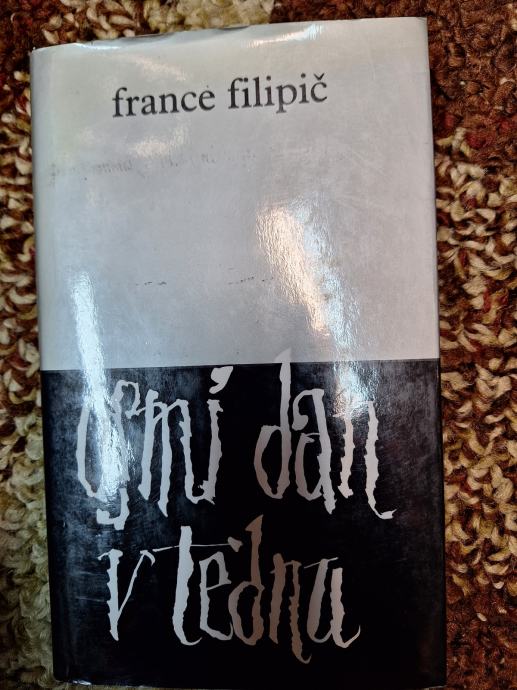 france filipič
osmi dan
v tednu